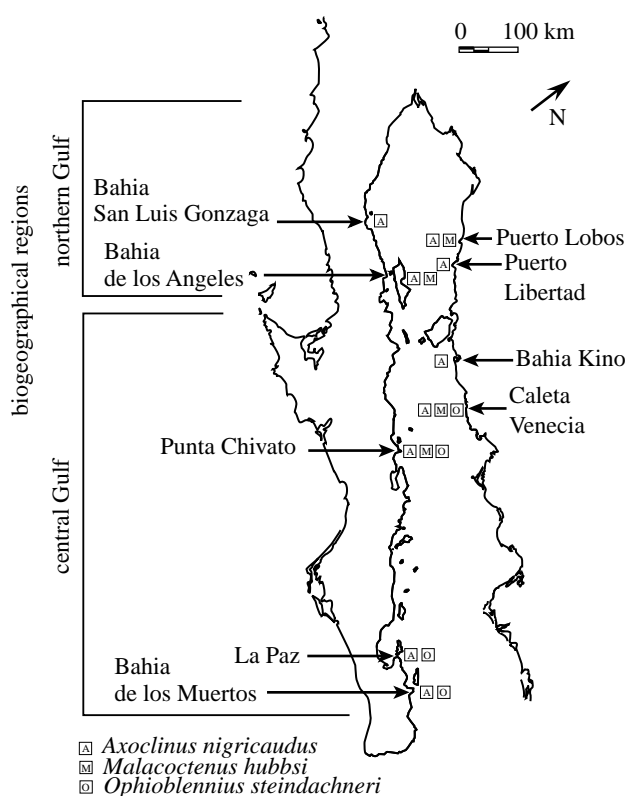 0 100 km
N
biogeographical regions
northern Gulf
central Gulf
Bahia
San Luis Gonzaga
A
Bahia
de los Angeles
A M
A M
Puerto Lobos
A
Puerto
Libertad
A
Bahia Kino
A M O
Caleta
Venecia
Punta Chivato
A M O
La Paz
A O
Bahia
de los Muertos
A O
A Axoclinus nigricaudus
M Malacoctenus hubbsi
O Ophioblennius steindachneri